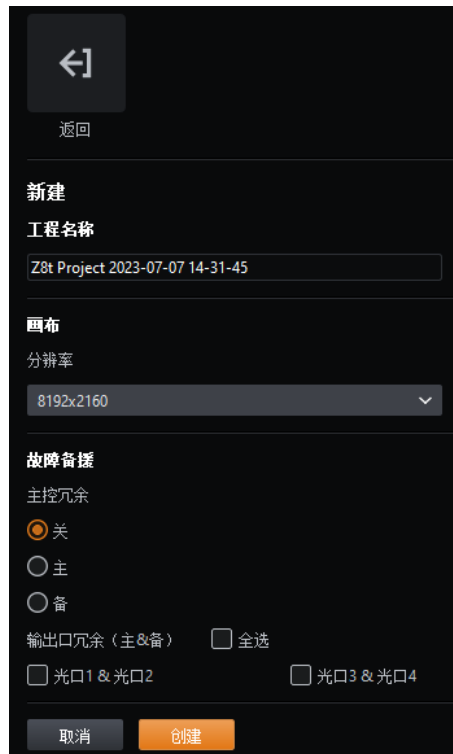 返回
新建
工程名称
Z8t Project 2023-07-07 14-31-45
画布
分辨率
8192x2160
故障备援
主控冗余
关
主
备
输出口冗余（主&备） 全选
光口1 & 光口2 光口3 & 光口4
取消 创建